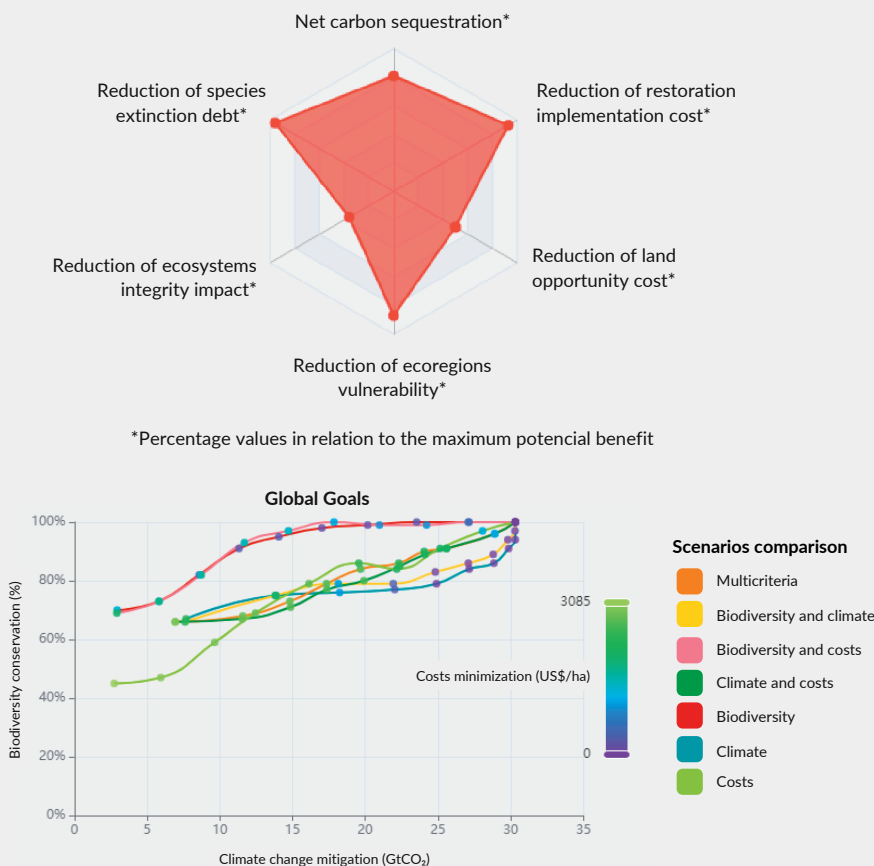 Net carbon sequestration*
Reduction of species
extinction debt*
Reduction of restoration
implementation cost*
Reduction of ecosystems
integrity impact*
Reduction of land
opportunity cost*
Reduction of ecoregions
vulnerability*
*Percentage values in relation to the maximum potencial benefit
Global Goals
Biodiversity conservation (%)
100%
80%
60%
40%
20%
0%
0
5
10
15
20
25
30
35
Climate change mitigation (GtCO₂)
3085
Costs minimization (US$/ha)
0
Scenarios comparison
Multicriteria
Biodiversity and climate
Biodiversity and costs
Climate and costs
Biodiversity
Climate
Costs